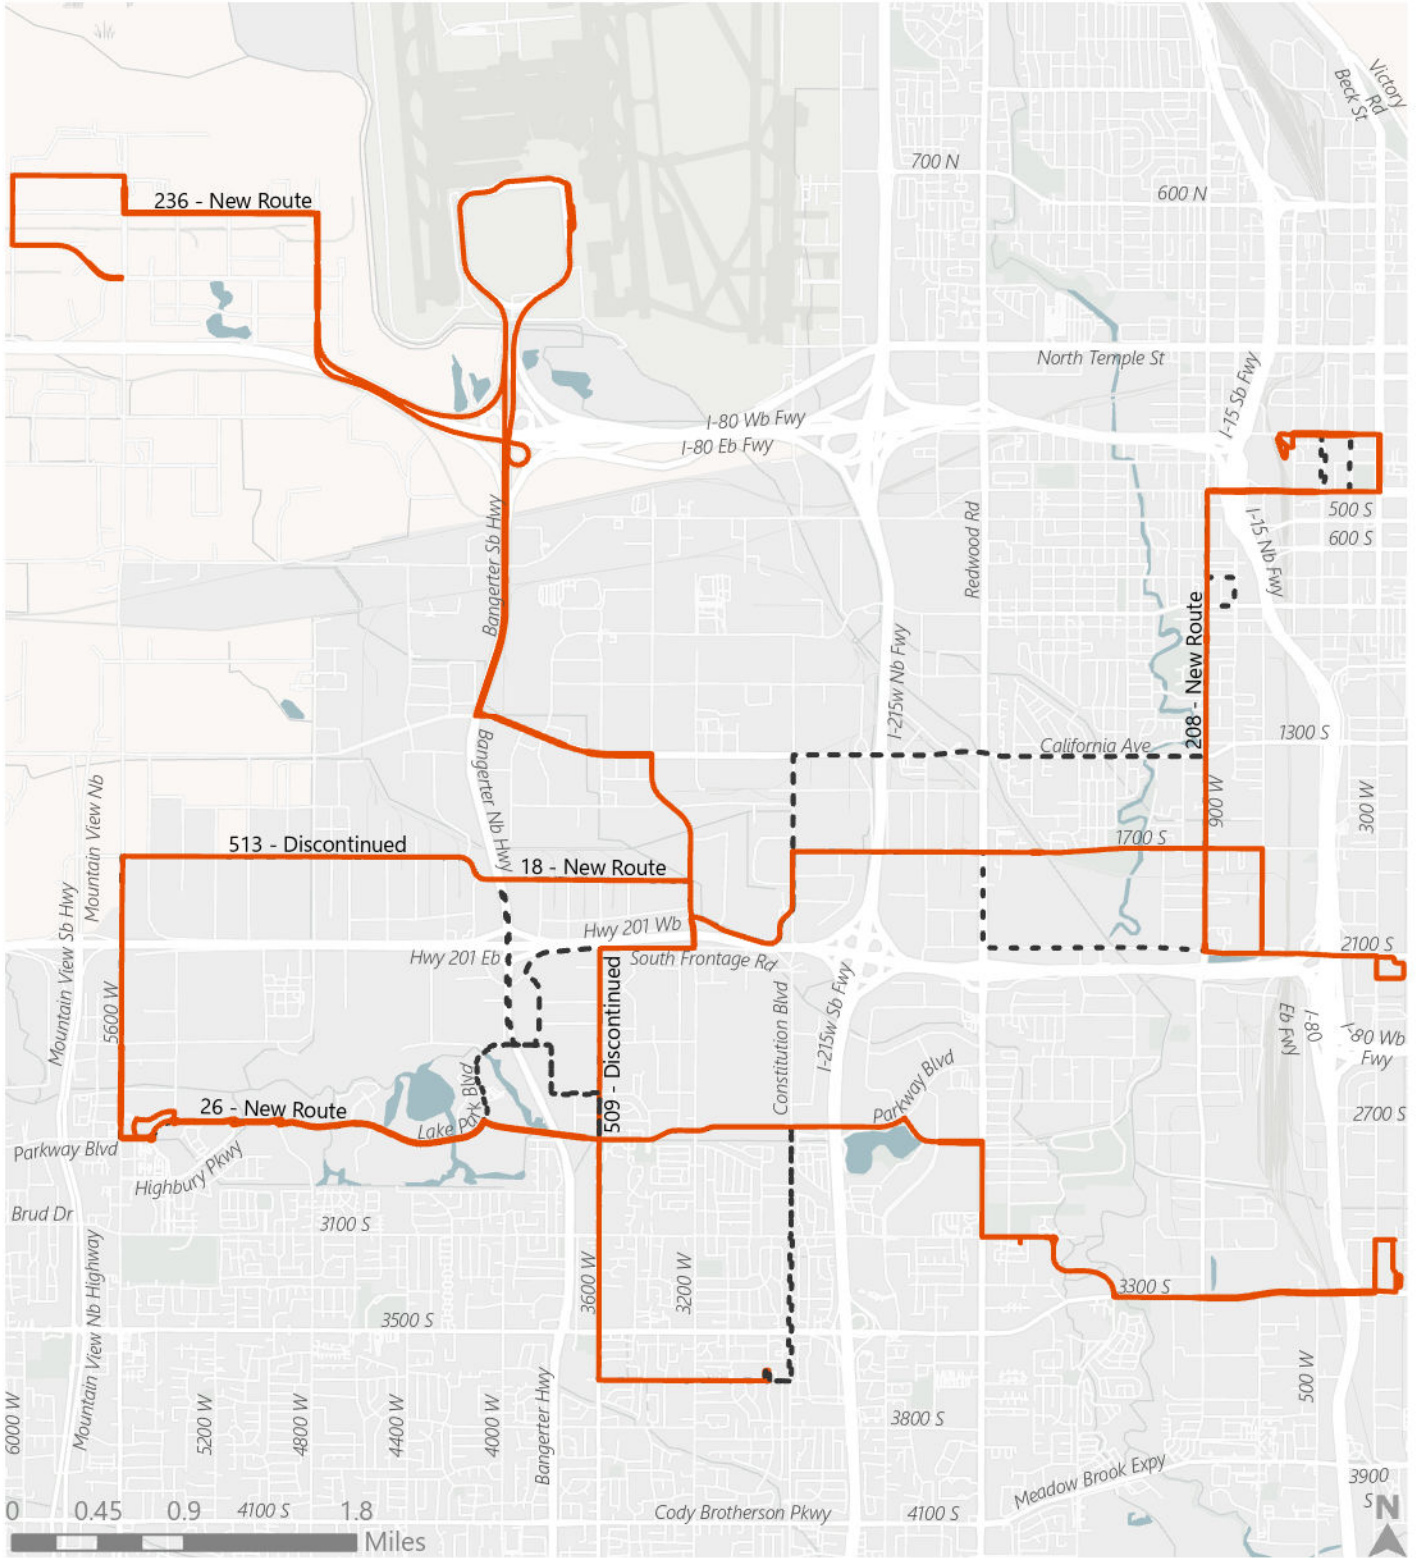 Victory
Rd
Beck St
700 N
600 N
236 - New Route
North Temple St
I-15 Sb Fwy
I-80 Wb Fwy
I-80 Eb Fwy
Bangerter Sb Hwy
Redwood Rd
500 S
600 S
I-15 Nb Fwy
I-215w Nb Fwy
208 - New Route
1300 S
California Ave
Bangerter Nb Hwy
Mountain View Nb
900 W
300 W
513 - Discontinued
1700 S
18 - New Route
Mountain View Sb Hwy
Hwy 201 Wb
Hwy 201 Eb
South Frontage Rd
2100 S
5600 W
509 - Discontinued
Constitution Blvd
I-215w Sb Fwy
Eb Fwy
I-80
I-80 Wb
Fwy
Parkway Blvd
Lake Park Blvd
26 - New Route
2700 S
Parkway Blvd
Highbury Pkwy
Brud Dr
3100 S
3600 W
3200 W
3300 S
Mountain View Nb Highway
3500 S
500 W
6000 W
5200 W
4800 W
4400 W
4000 W
Bangerter Hwy
3800 S
Meadow Brook Expy
3900
S
0 0.45 0.9 1.8
4100 S
Cody Brotherson Pkwy
4100 S
N
Miles